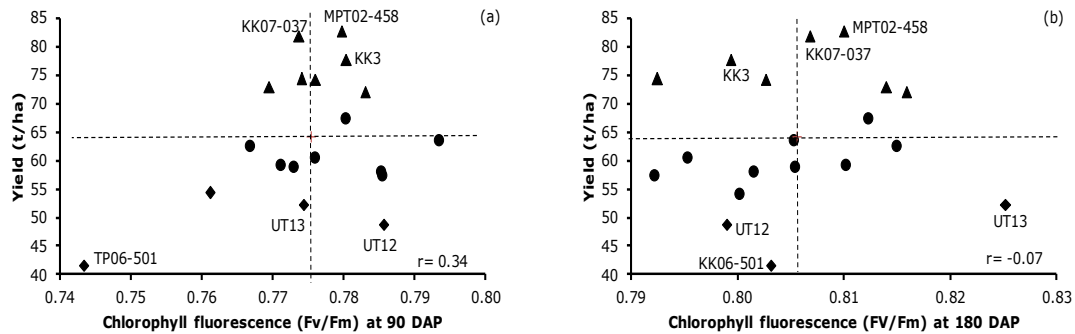 (a)
Yield (t/ha)
85
80
75
70
65
60
55
50
45
40
KK07-037
MPT02-458
KK3
UT13
UT12
TP06-501
r= 0.34
0.74 0.75 0.76 0.77 0.78 0.79 0.80
Chlorophyll fluorescence (Fv/Fm) at 90 DAP
(b)
Yield (t/ha)
85
80
75
70
65
60
55
50
45
40
MPT02-458
KK07-037
KK3
UT13
UT12
KK06-501
r= -0.07
0.79 0.80 0.81 0.82 0.83
Chlorophyll fluorescence (FV/Fm) at 180 DAP